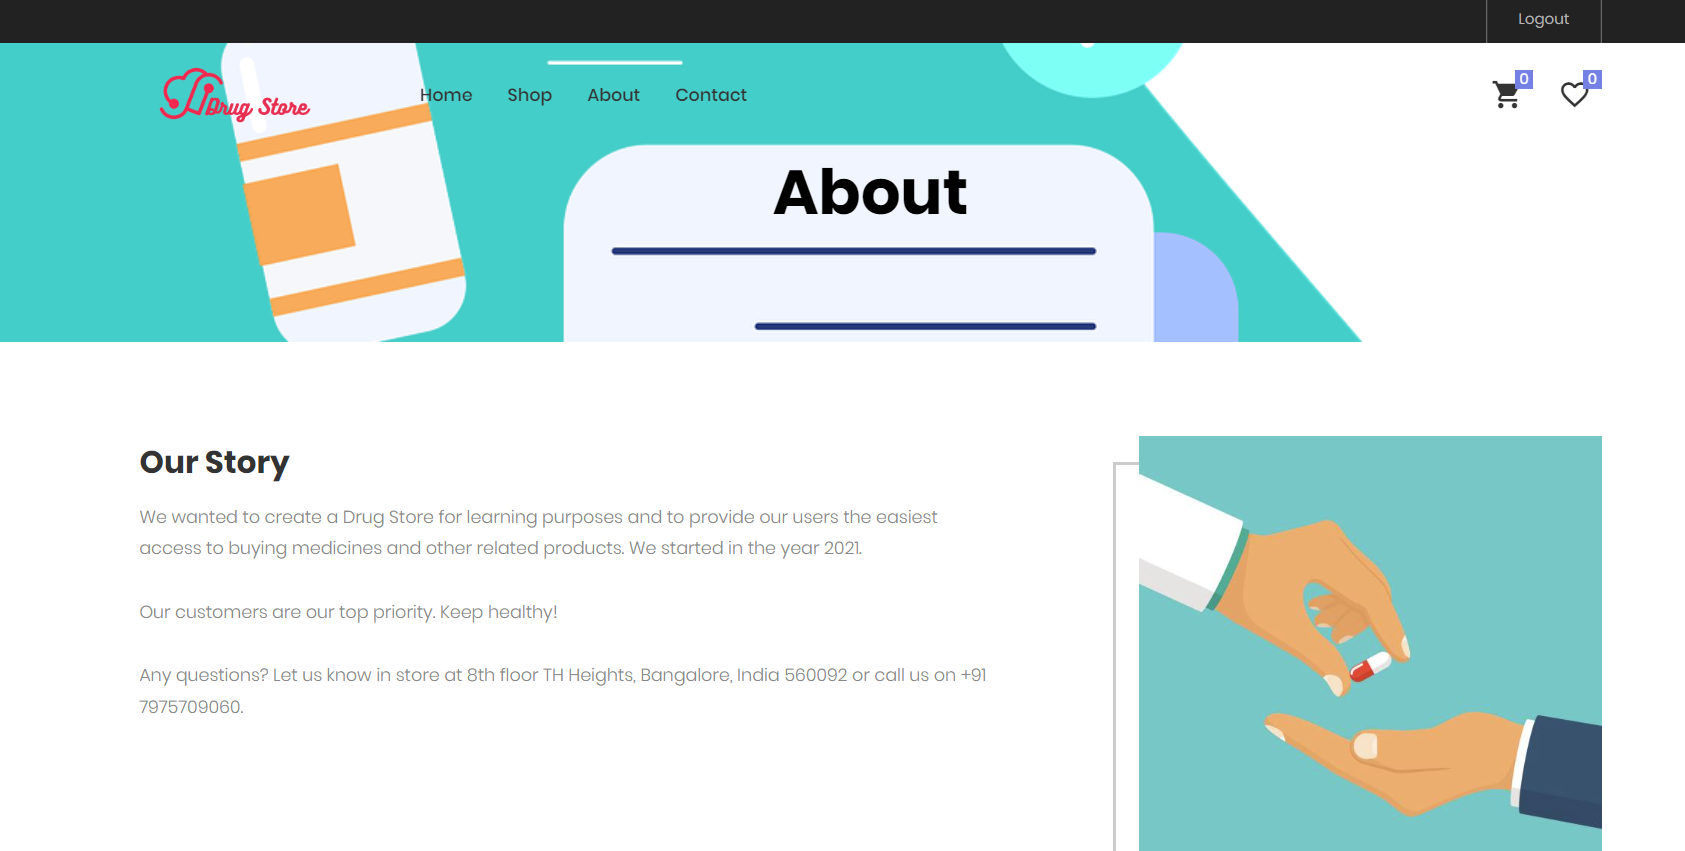 Logout
Drug Store
Home Shop About Contact
0 0
About
Our Story
We wanted to create a Drug Store for learning purposes and to provide our users the easiest
access to buying medicines and other related products. We started in the year 2021.
Our customers are our top priority. Keep healthy!
Any questions? Let us know in store at 8th floor TH Heights, Bangalore, India 560092 or call us on +91
7975709060.